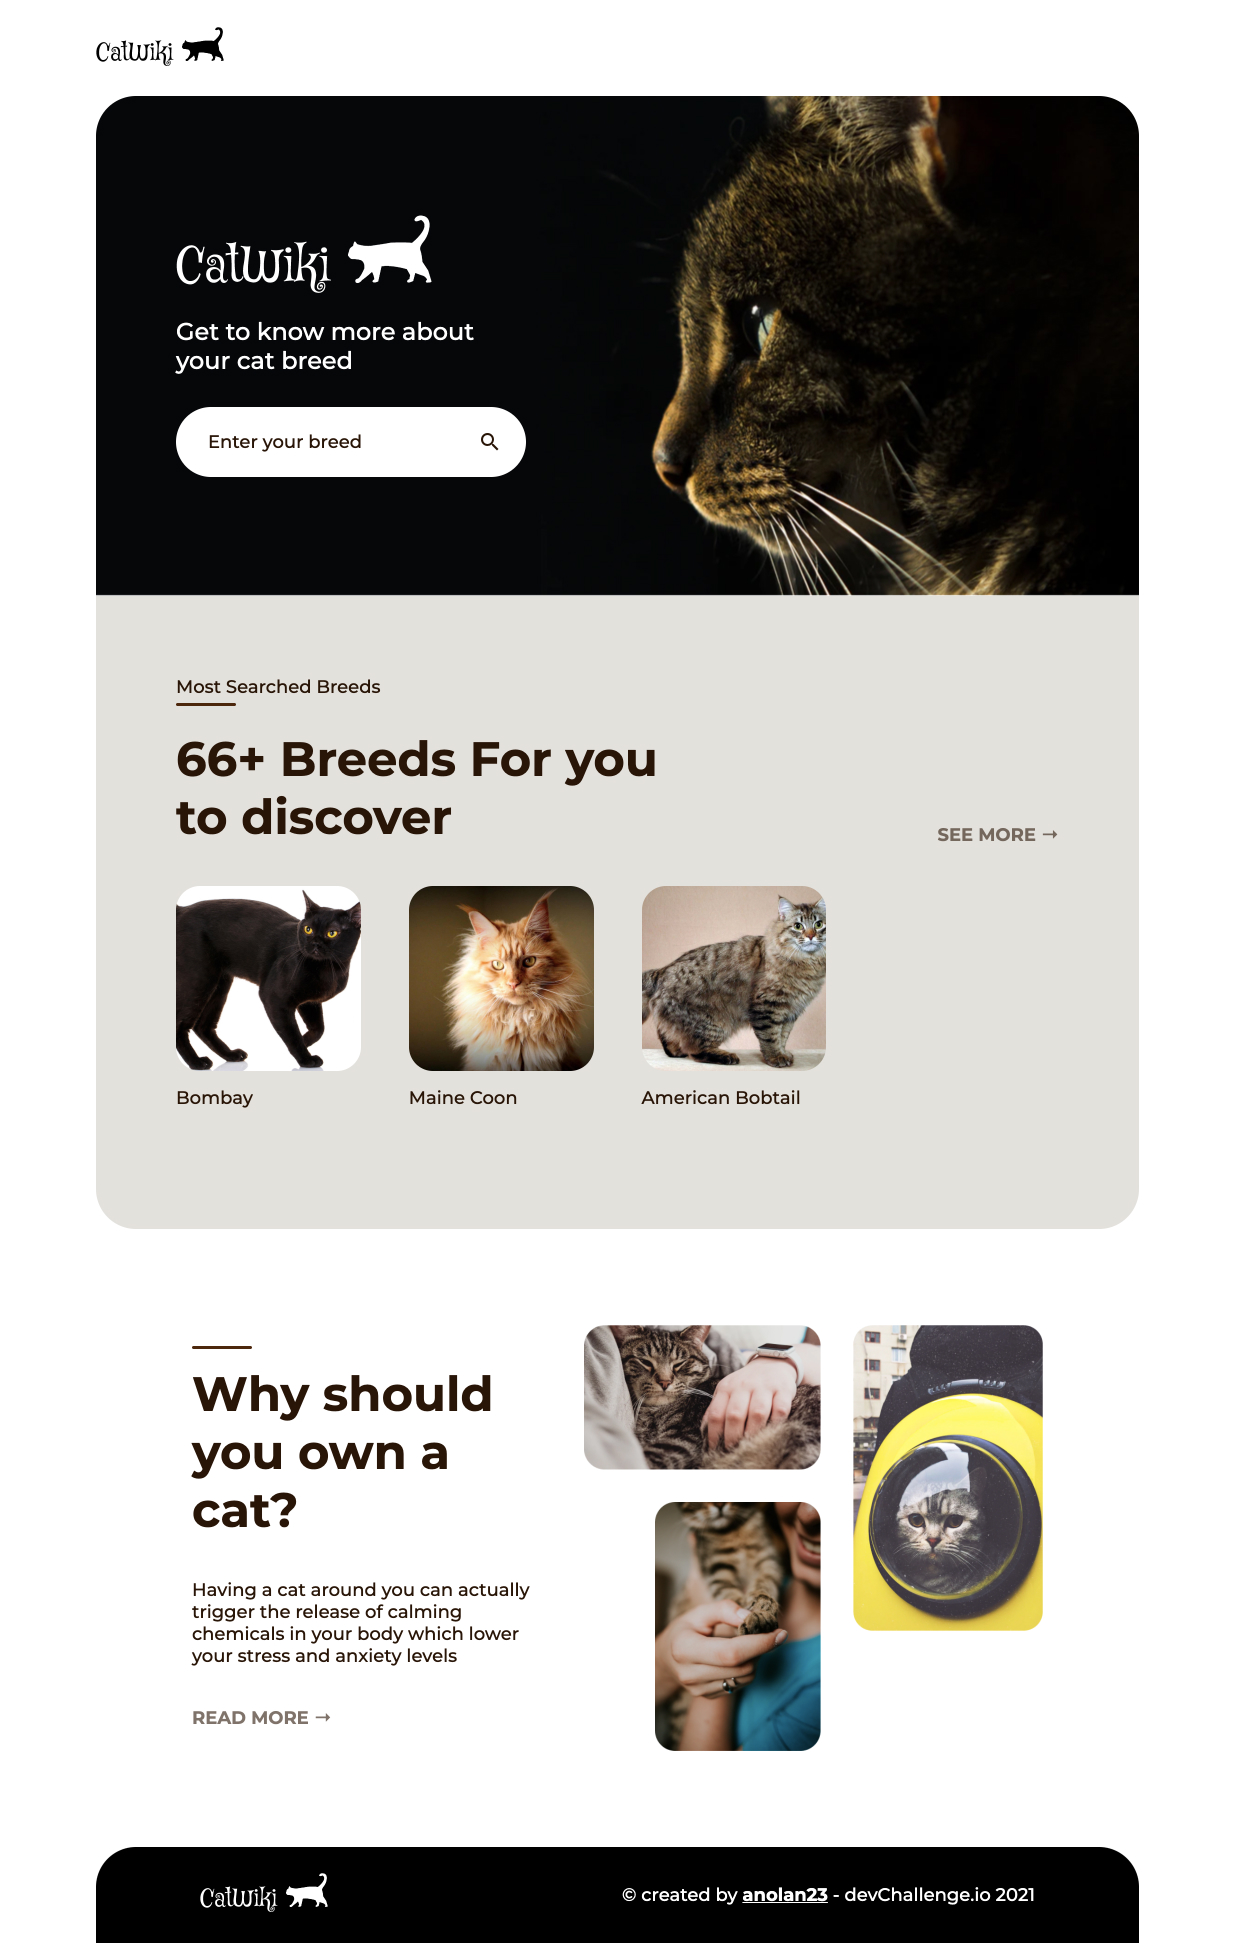 CatWiki
CatWiki
Get to know more about
your cat breed
Enter your breed
Most Searched Breeds
66+ Breeds For you
to discover
SEE MORE →
Bombay
Maine Coon
American Bobtail
Why should
you own a
cat?
Having a cat around you can actually
trigger the release of calming
chemicals in your body which lower
your stress and anxiety levels
READ MORE →
CatWiki
© created by anolan23 - devChallenge.io 2021